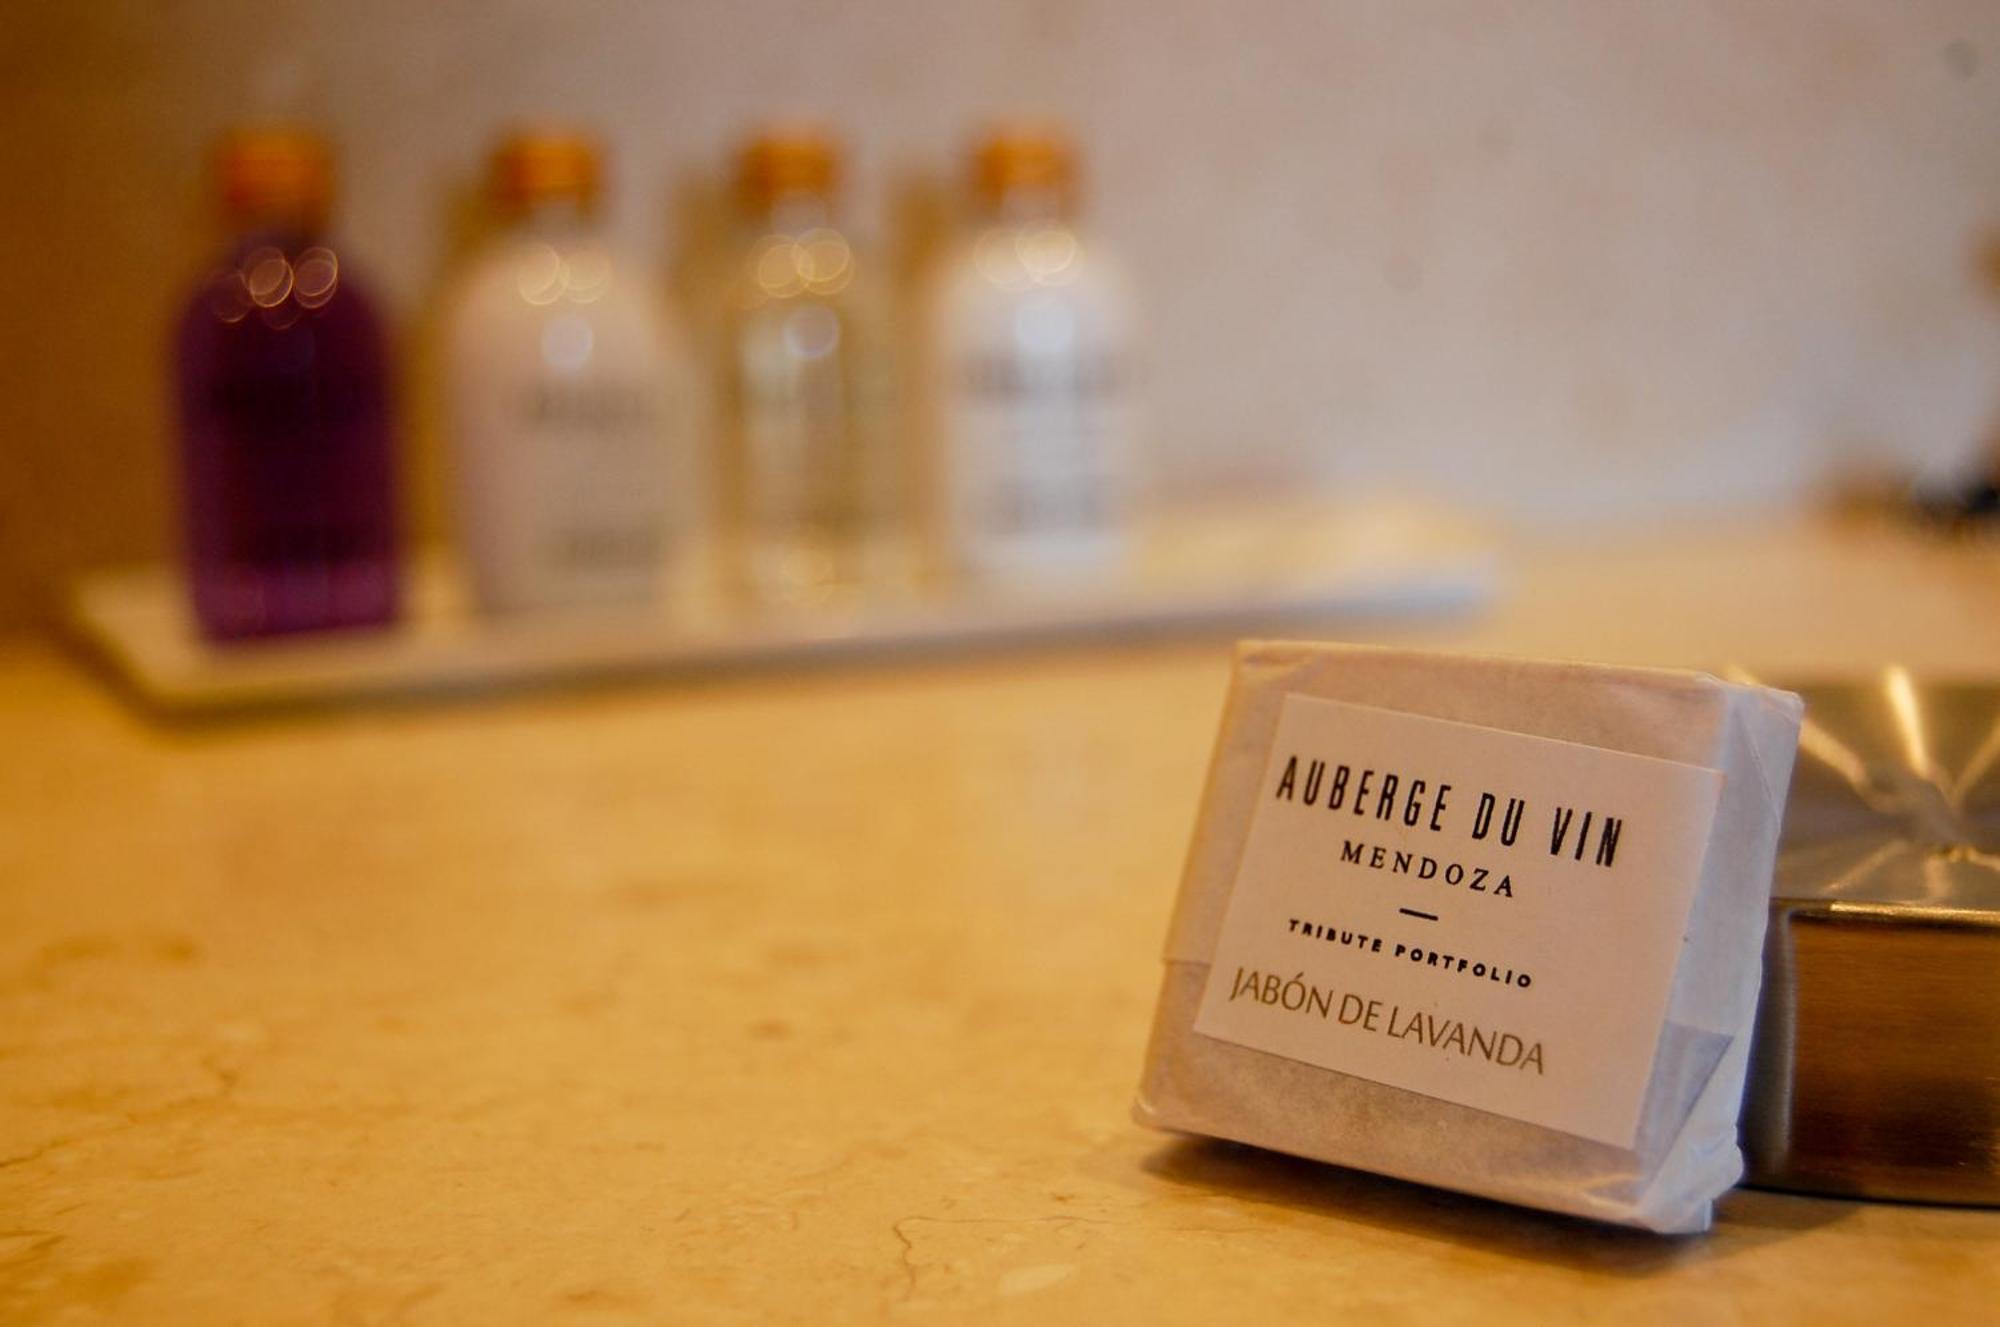 AUBERGE DU VIN
MENDOZA
TRIBUTE PORTFOLIO
JABÓN DE LAVANDA